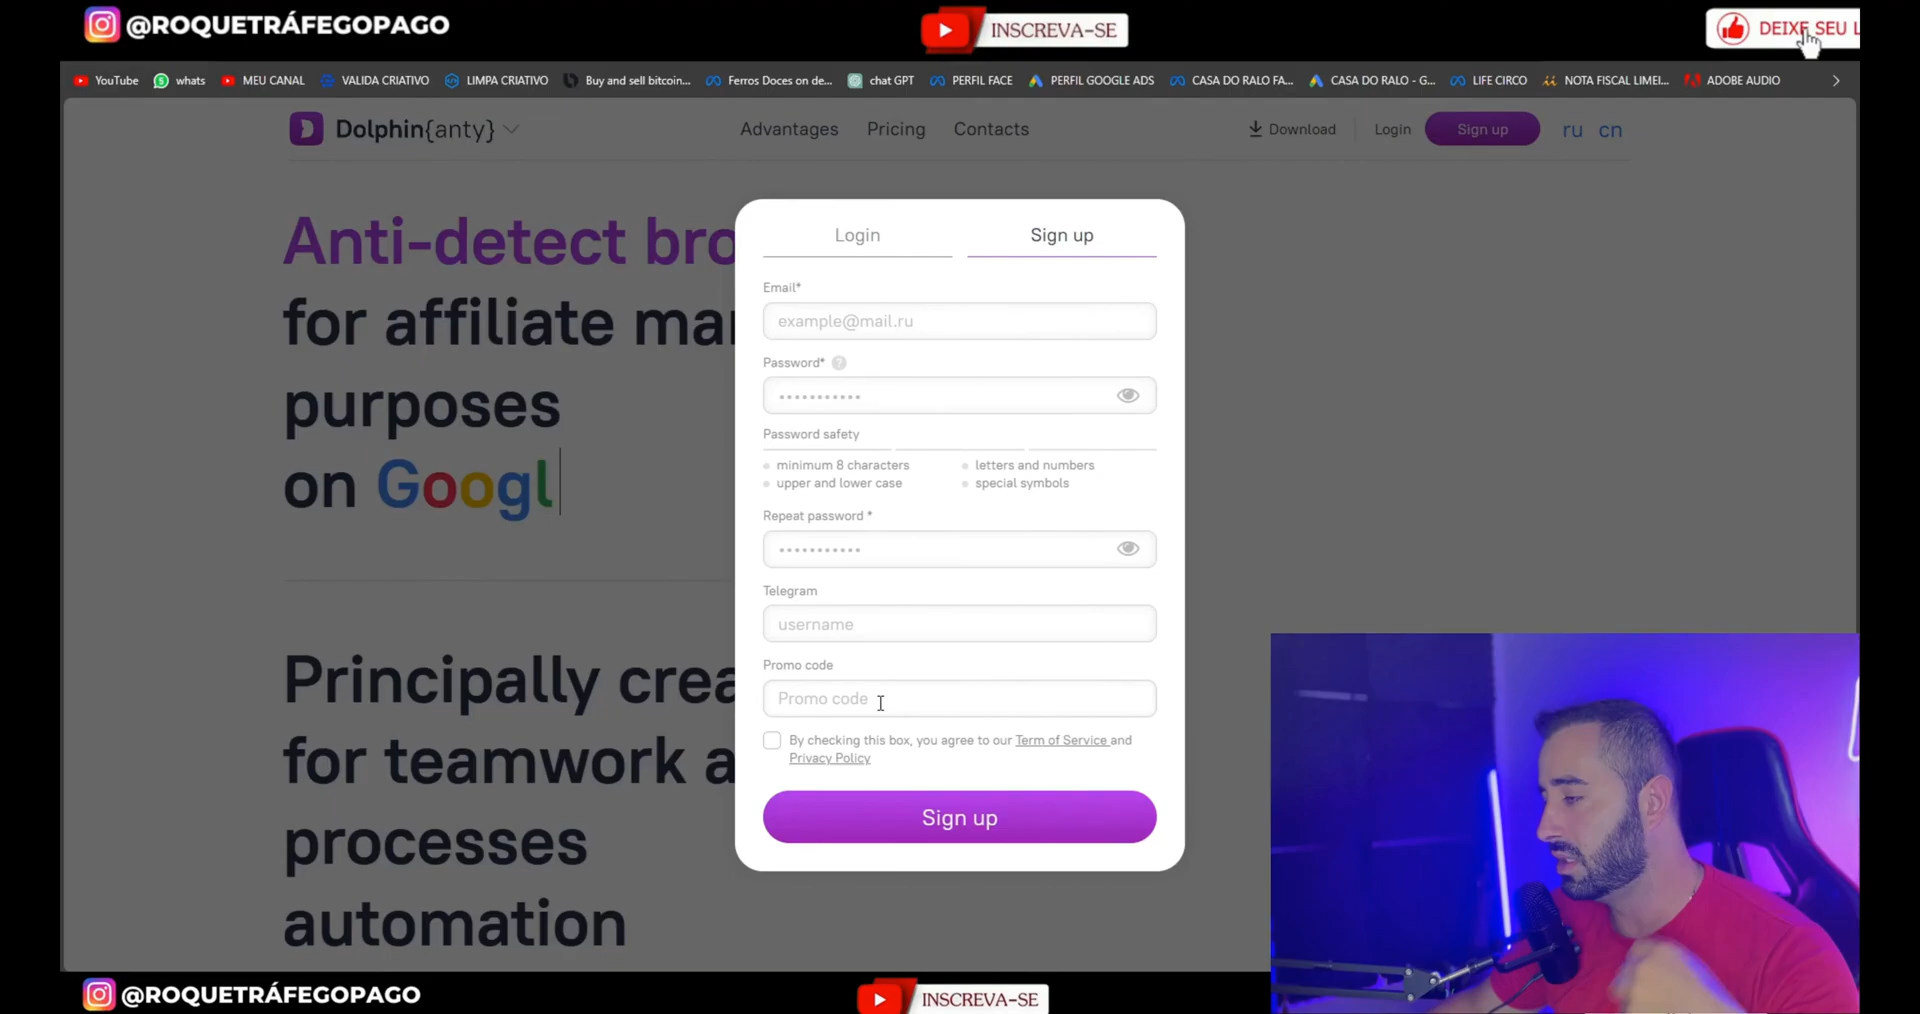 @ROQUETRÁFEGOPAGO
INSCREVA-SE
DEIXE SEU L
YouTube
whats
MEU CANAL
VALIDA CRIATIVO
LIMPA CRIATIVO
Buy and sell bitcoin...
Ferros Doces on de...
chat GPT
PERFIL FACE
PERFIL GOOGLE ADS
CASA DO RALO FA...
CASA DO RALO - G...
LIFE CIRCO
NOTA FISCAL LIMEI...
ADOBE AUDIO
Dolphin{anty}
Advantages
Pricing
Contacts
Download
Login
Sign up
ru
cn
Anti-detect bro
for affiliate ma
purposes
on Googl
Principally crea
for teamwork a
processes
automation
Login
Sign up
Email*
example@mail.ru
Password*
?
Password safety
minimum 8 characters
letters and numbers
upper and lower case
special symbols
Repeat password *
Telegram
username
Promo code
Promo code
By checking this box, you agree to our Term of Service and
Privacy Policy
Sign up
@ROQUETRÁFEGOPAGO
INSCREVA-SE